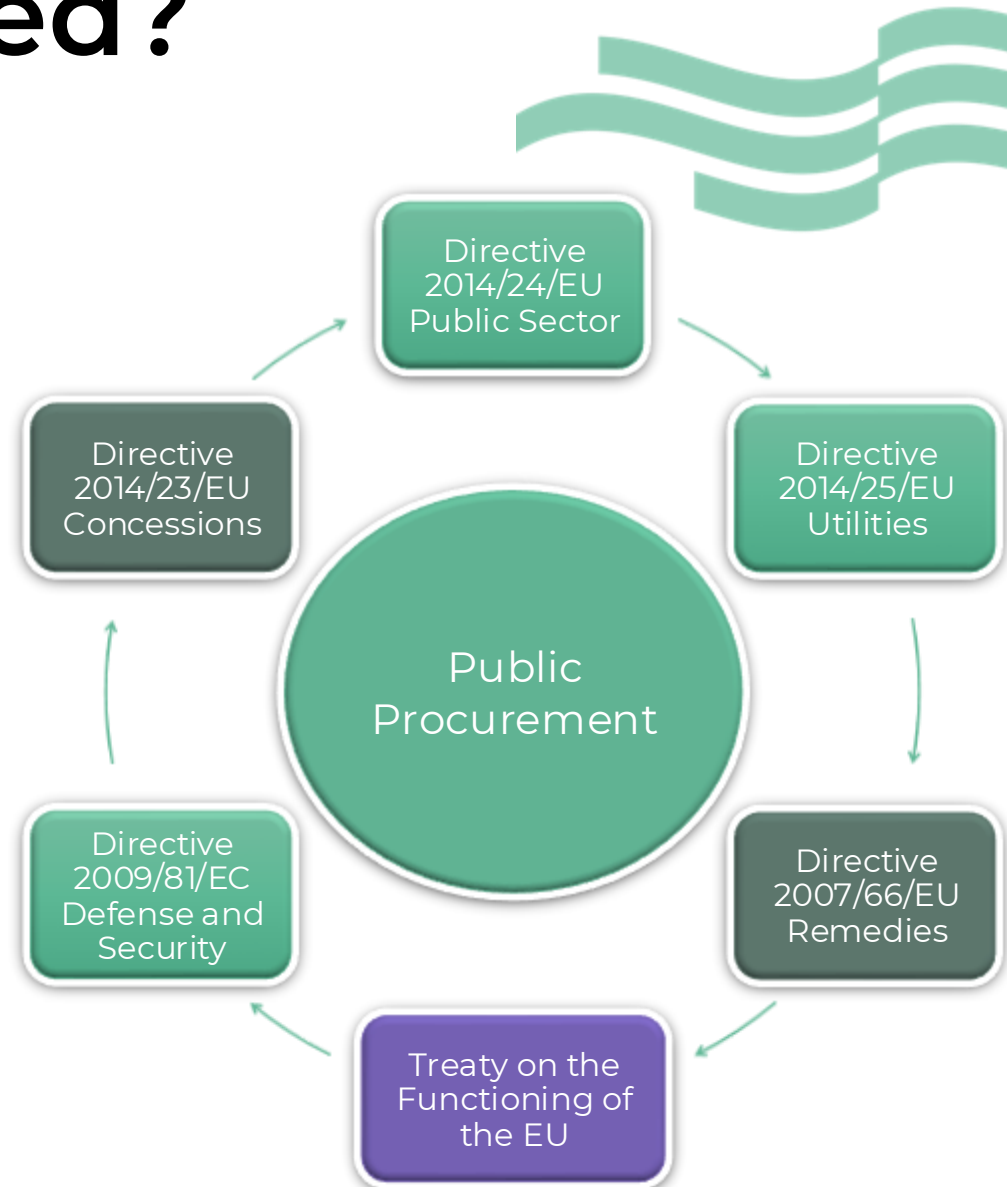 ed?
Directive
2014/24/EU
Public Sector
Directive
2014/25/EU
Utilities
Directive
2007/66/EU
Remedies
Treaty on the
Functioning of
the EU
Directive
2009/81/EC
Defense and
Security
Directive
2014/23/EU
Concessions
Public
Procurement